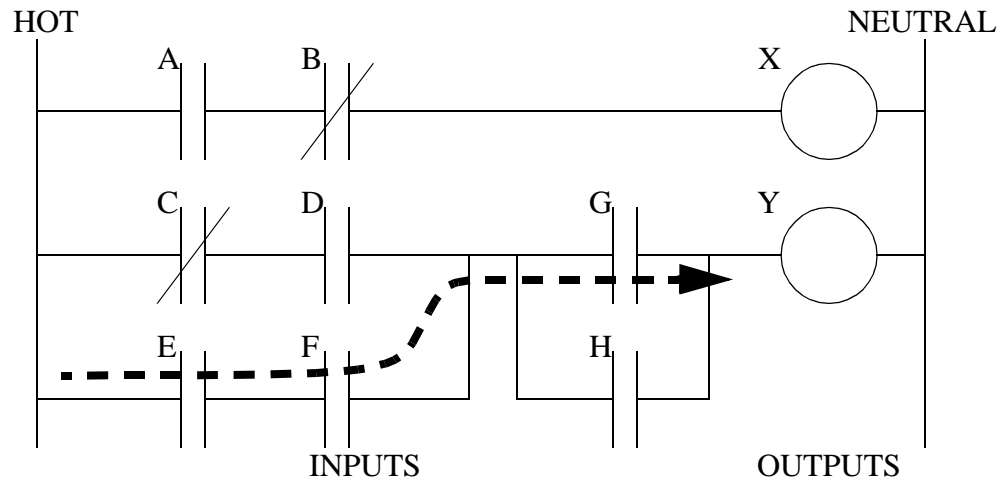 HOT NEUTRAL
A B X
C D G Y
E F H
INPUTS OUTPUTS